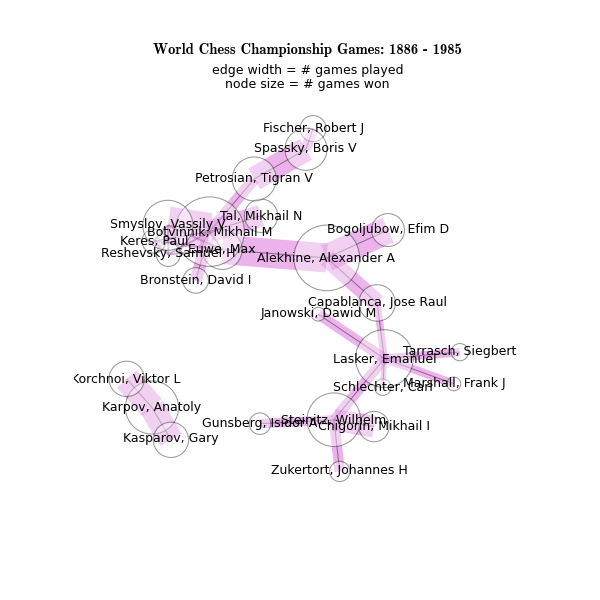 World Chess Championship Games: 1886 - 1985
edge width = # games played
node size = # games won
Fischer, Robert J
Spassky, Boris V
Petrosian, Tigran V
Tal, Mikhail N
Smyslov, Vassily V
Bogoljubow, Efim D
Botvinnik, Mikhail M
Keres, Paul
Euwe, Max
Reshevsky, Samuel H
Alekhine, Alexander A
Bronstein, David I
Capablanca, Jose Raul
Janowski, Dawid M
Tarrasch, Siegbert
Lasker, Emanuel
Korchnoi, Viktor L
Marshall, Frank J
Schlechter, Carl
Karpov, Anatoly
Steinitz, Wilhelm
Gunsberg, Isidor A
Chigorin, Mikhail I
Kasparov, Gary
Zukertort, Johannes H